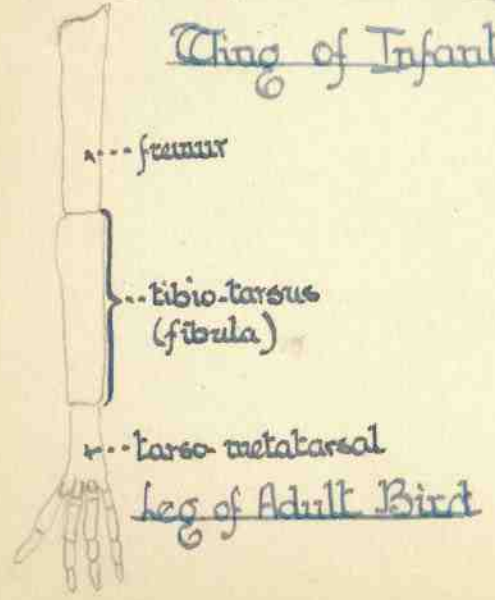 Wing of Infant
femur
tibio-tarsus
(fibula)
tarso-metatarsal
Leg of Adult Bird